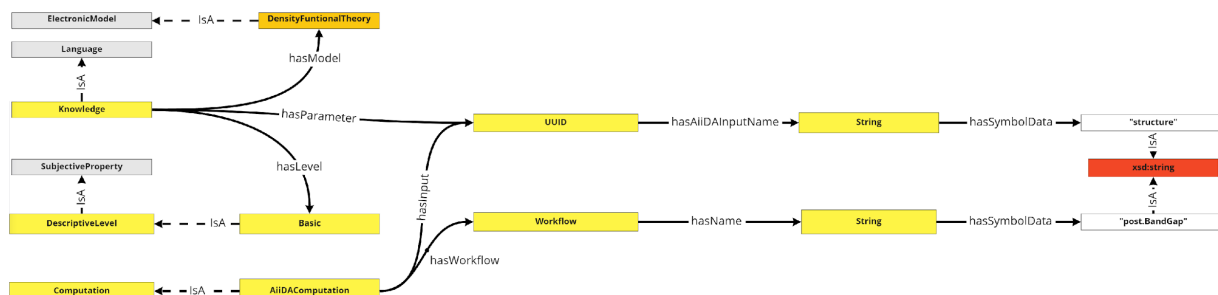 ElectronicModel
IsA
DensityFuntionalTheory
Language
hasModel
IsA
Knowledge
hasParameter
UUID
hasAiiDAInputName
String
hasSymbolData
"structure"
IsA
hasLevel
SubjectiveProperty
xsd:string
IsA
hasInput
IsA
DescriptiveLevel
IsA
Basic
Workflow
hasName
String
hasSymbolData
"post.BandGap"
hasWorkflow
Computation
IsA
AiiDAComputation